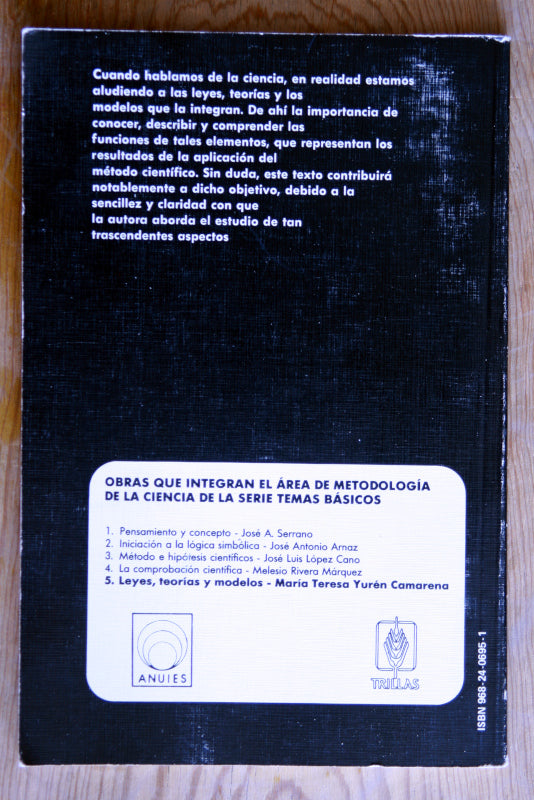 Cuando hablamos de la ciencia, en realidad estamos
aludiendo a las leyes, teorías y los
modelos que la integran. De ahí la importancia de
conocer, describir y comprender las
funciones de tales elementos, que representan los
resultados de la aplicación del
método científico. Sin duda, este texto contribuirá
notablemente a dicho objetivo, debido a la
sencillez y claridad con que
la autora aborda el estudio de tan
trascendentes aspectos
OBRAS QUE INTEGRAN EL ÁREA DE METODOLOGÍA
DE LA CIENCIA DE LA SERIE TEMAS BÁSICOS
1. Pensamiento y concepto - José A. Serrano
2. Iniciación a la lógica simbólica - José Antonio Arnaz
3. Método e hipótesis científicos - José Luis López Cano
4. La comprobación científica - Melesio Rivera Márquez
5. Leyes, teorías y modelos - María Teresa Yurén Camarena
ANUIES
TRILLAS
ISBN 968-24-0695-1